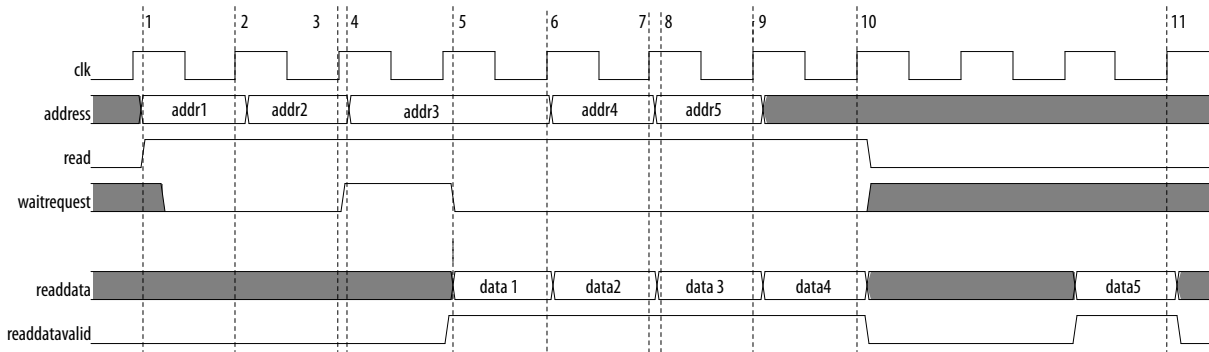 1 2 3 4 5 6 7 8 9 10 11
clk
address addr1 addr2 addr3 addr4 addr5
read
waitrequest
readdata data 1 data2 data 3 data4 data5
readdatavalid